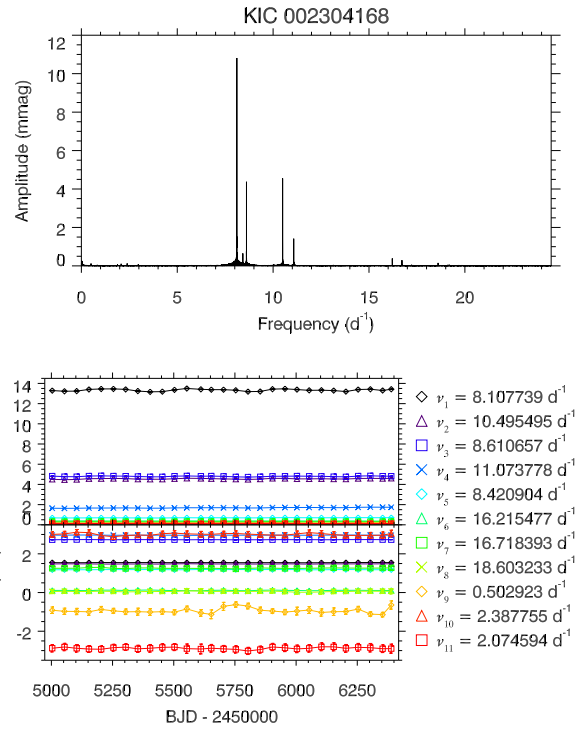 KIC 002304168
12
10
8
6
4
2
0
Amplitude (mmag)
0 5 10 15 20
Frequency (d⁻¹)
14
12
10
8
6
4
2
0
2
0
-2
5000 5250 5500 5750 6000 6250
BJD - 2450000
ν₁ = 8.107739 d⁻¹
ν₂ = 10.495495 d⁻¹
ν₃ = 8.610657 d⁻¹
ν₄ = 11.073778 d⁻¹
ν₅ = 8.420904 d⁻¹
ν₆ = 16.215477 d⁻¹
ν₇ = 16.718393 d⁻¹
ν₈ = 18.603233 d⁻¹
ν₉ = 0.502923 d⁻¹
ν₁₀ = 2.387755 d⁻¹
ν₁₁ = 2.074594 d⁻¹